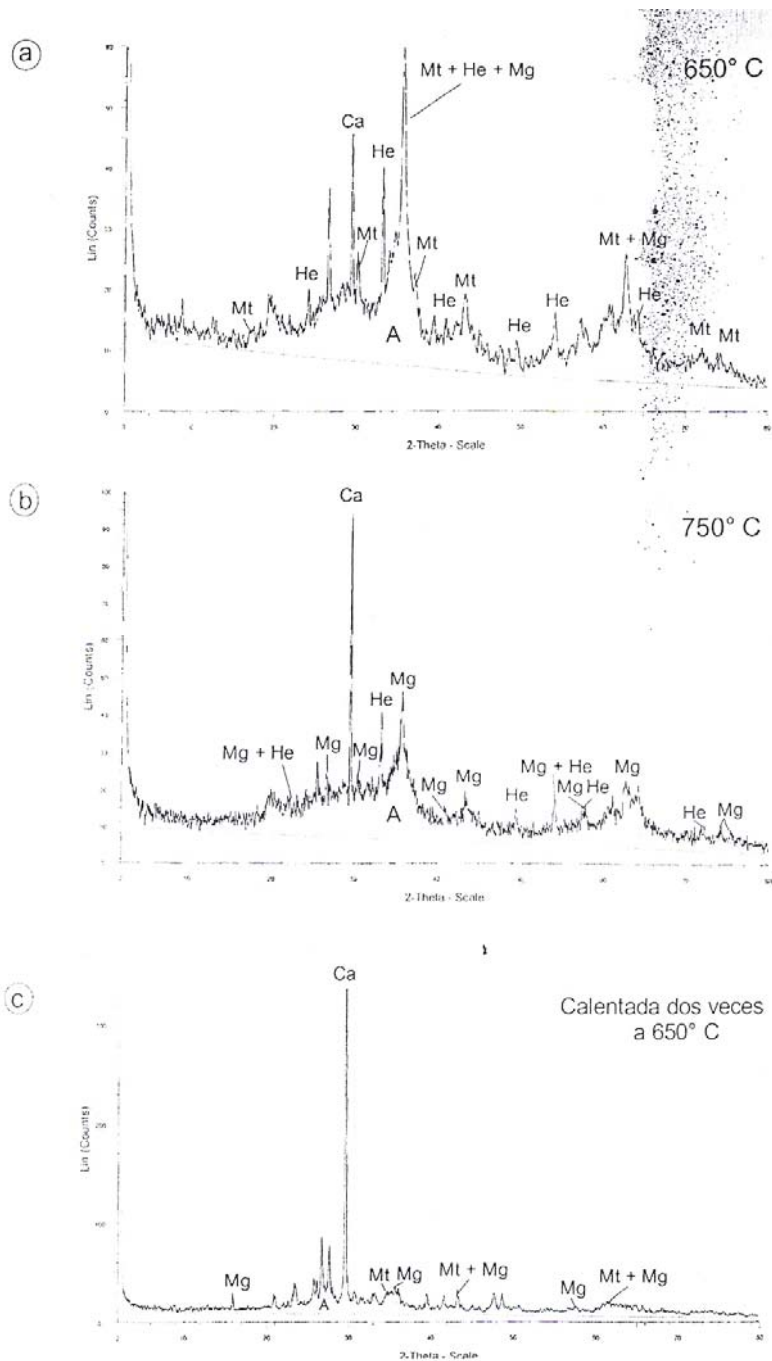 a
650° C
Mt + He + Mg
Ca
He
Mt
Mt
Mt + Mg
He
Mt
He
Mt
He
He
He
Mt
Mt
A
Lin (Counts)
2-Theta - Scale
b
750° C
Ca
Mg
He
Mg + He
Mg
Mg
Mg + He
Mg
Mg
He
Mg
Mg
He
He
Mg
A
Lin (Counts)
2-Theta - Scale
c
Calentada dos veces
a 650° C
Ca
Mg
Mt
Mg
Mt + Mg
Mg
Mt + Mg
A
Lin (Counts)
2-Theta - Scale